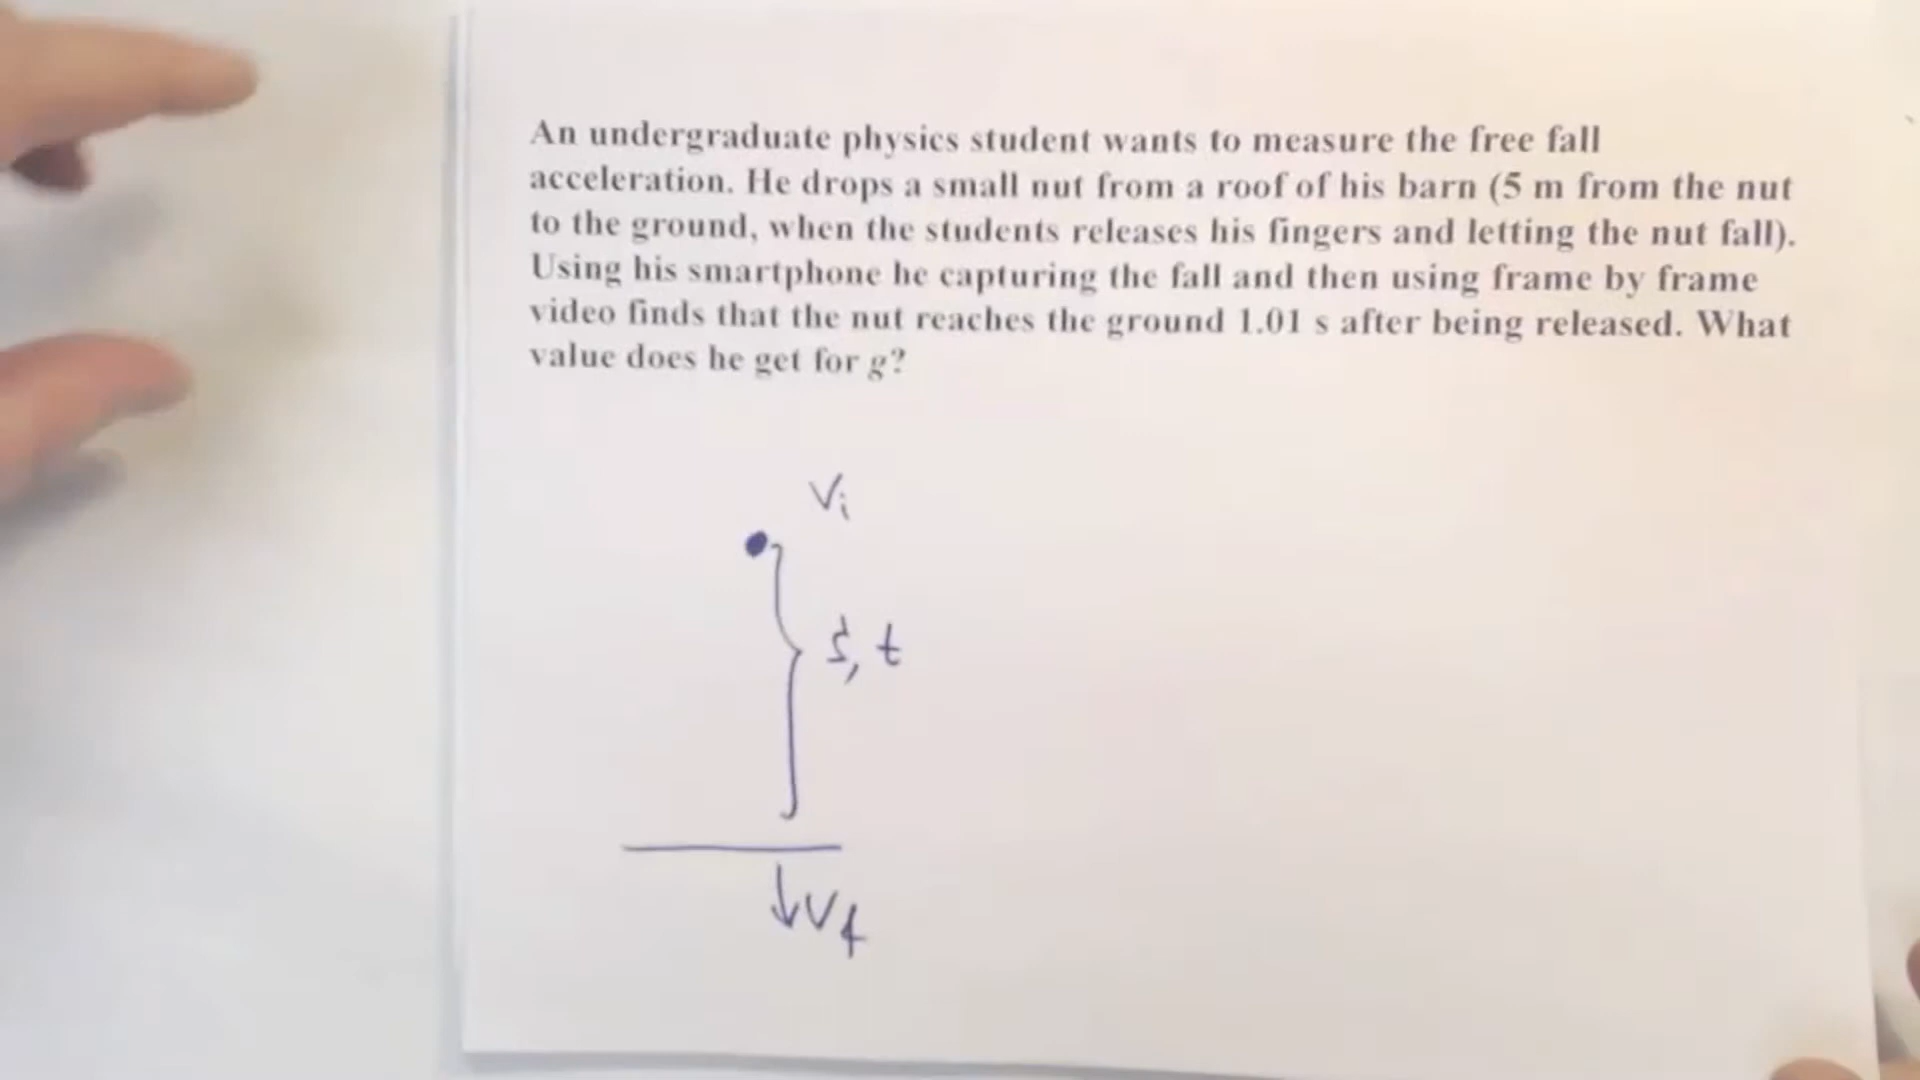 An undergraduate physics student wants to measure the free fall
acceleration. He drops a small nut from a roof of his barn (5 m from the nut
to the ground, when the students releases his fingers and letting the nut fall).
Using his smartphone he capturing the fall and then using frame by frame
video finds that the nut reaches the ground 1.01 s after being released. What
value does he get for g?
Vi
S, t
Vf